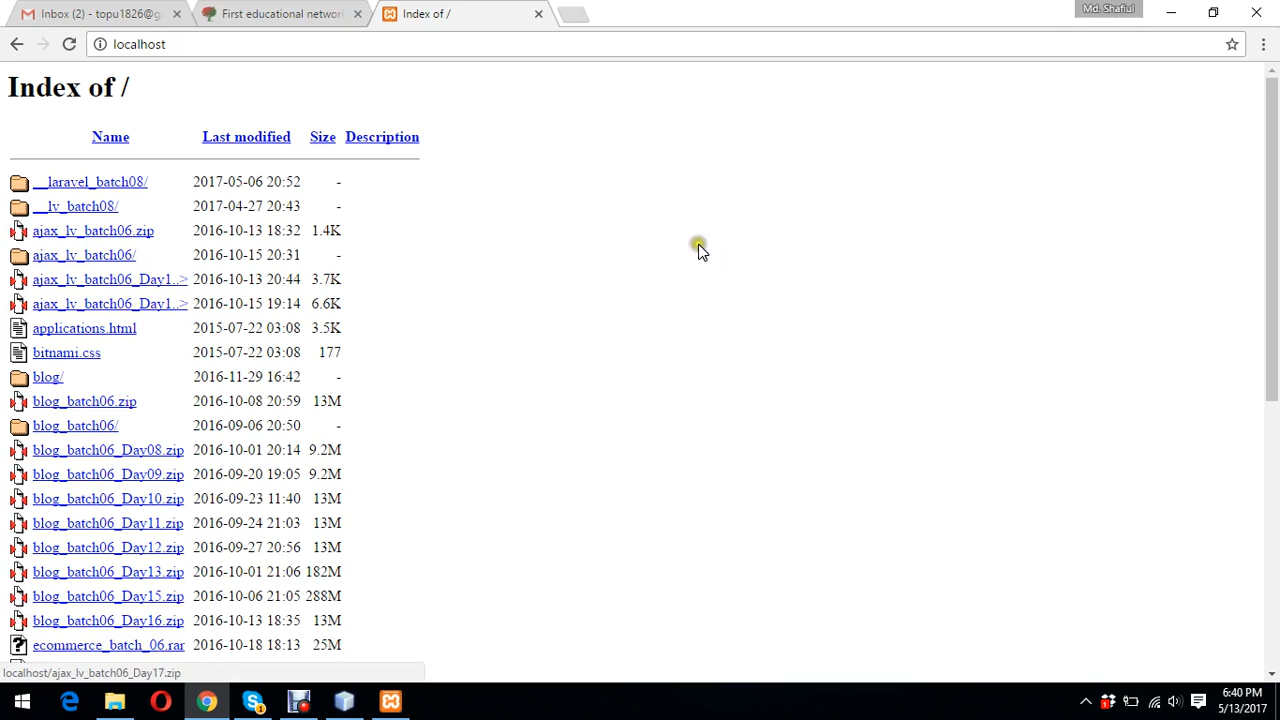 Inbox (2) - topu1826@g
First educational network
Index of /
Md. Shafiul
localhost
Index of /
Name Last modified Size Description
__laravel_batch08/ 2017-05-06 20:52 -
__lv_batch08/ 2017-04-27 20:43 -
ajax_lv_batch06.zip 2016-10-13 18:32 1.4K
ajax_lv_batch06/ 2016-10-15 20:31 -
ajax_lv_batch06_Day1..> 2016-10-13 20:44 3.7K
ajax_lv_batch06_Day1..> 2016-10-15 19:14 6.6K
applications.html 2015-07-22 03:08 3.5K
bitnami.css 2015-07-22 03:08 177
blog/ 2016-11-29 16:42 -
blog_batch06.zip 2016-10-08 20:59 13M
blog_batch06/ 2016-09-06 20:50 -
blog_batch06_Day08.zip 2016-10-01 20:14 9.2M
blog_batch06_Day09.zip 2016-09-20 19:05 9.2M
blog_batch06_Day10.zip 2016-09-23 11:40 13M
blog_batch06_Day11.zip 2016-09-24 21:03 13M
blog_batch06_Day12.zip 2016-09-27 20:56 13M
blog_batch06_Day13.zip 2016-10-01 21:06 182M
blog_batch06_Day15.zip 2016-10-06 21:05 288M
blog_batch06_Day16.zip 2016-10-13 18:35 13M
ecommerce_batch_06.rar 2016-10-18 18:13 25M
localhost/ajax_lv_batch06_Day17.zip
6:40 PM
5/13/2017